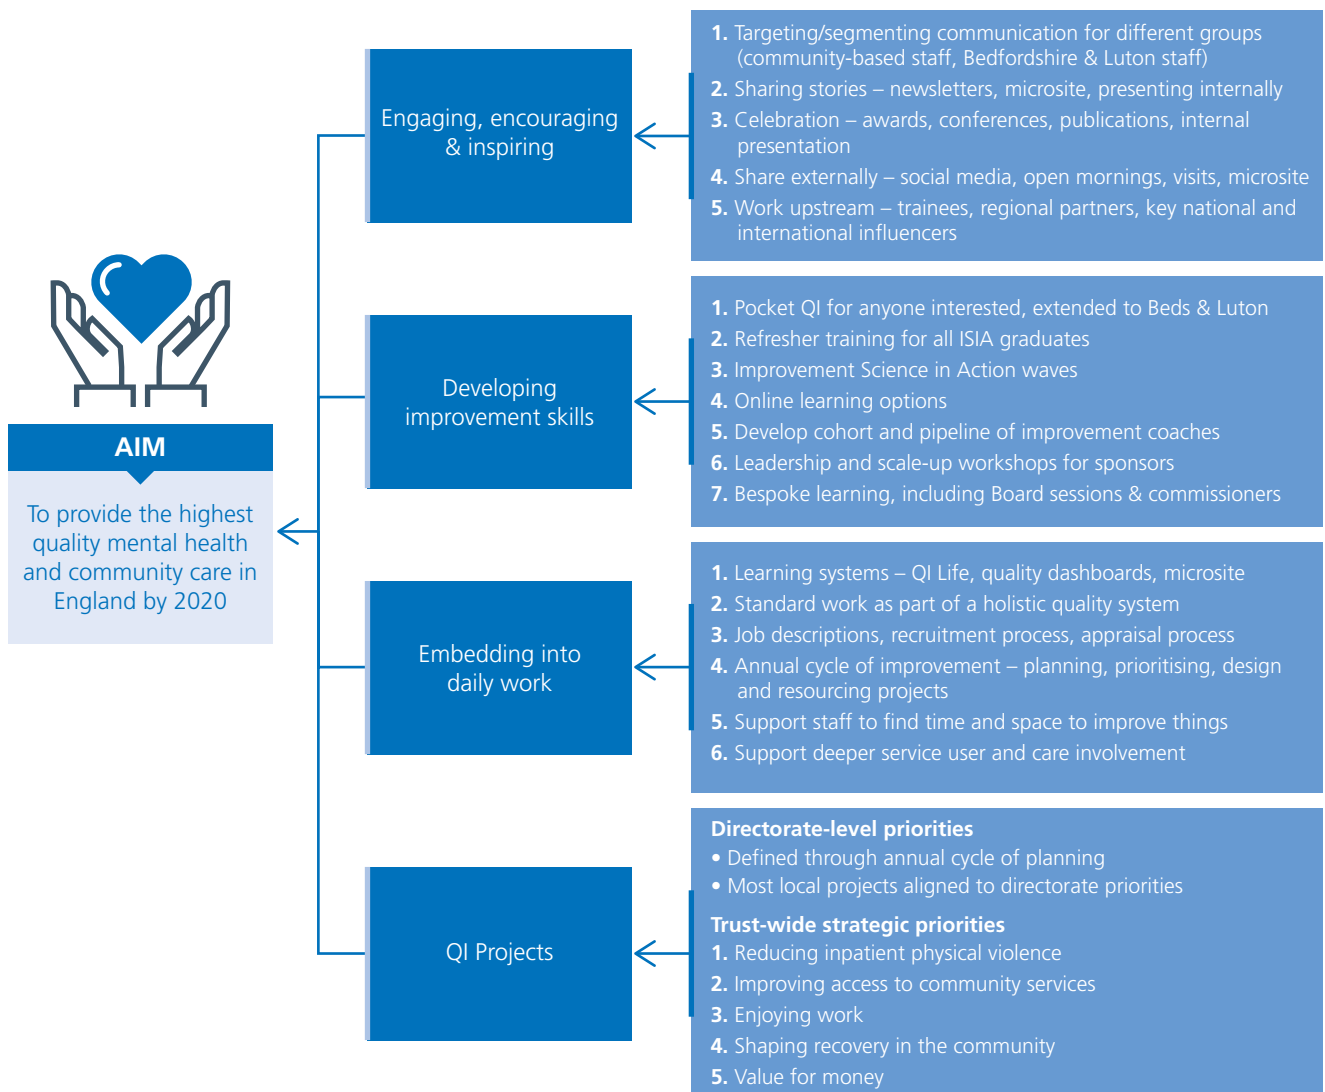 AIM
To provide the highest
quality mental health
and community care in
England by 2020
Engaging, encouraging
& inspiring
1. Targeting/segmenting communication for different groups
(community-based staff, Bedfordshire & Luton staff)
2. Sharing stories – newsletters, microsite, presenting internally
3. Celebration – awards, conferences, publications, internal
presentation
4. Share externally – social media, open mornings, visits, microsite
5. Work upstream – trainees, regional partners, key national and
international influencers
Developing
improvement skills
1. Pocket QI for anyone interested, extended to Beds & Luton
2. Refresher training for all ISIA graduates
3. Improvement Science in Action waves
4. Online learning options
5. Develop cohort and pipeline of improvement coaches
6. Leadership and scale-up workshops for sponsors
7. Bespoke learning, including Board sessions & commissioners
Embedding into
daily work
1. Learning systems – QI Life, quality dashboards, microsite
2. Standard work as part of a holistic quality system
3. Job descriptions, recruitment process, appraisal process
4. Annual cycle of improvement – planning, prioritising, design
and resourcing projects
5. Support staff to find time and space to improve things
6. Support deeper service user and care involvement
QI Projects
Directorate-level priorities
• Defined through annual cycle of planning
• Most local projects aligned to directorate priorities
Trust-wide strategic priorities
1. Reducing inpatient physical violence
2. Improving access to community services
3. Enjoying work
4. Shaping recovery in the community
5. Value for money